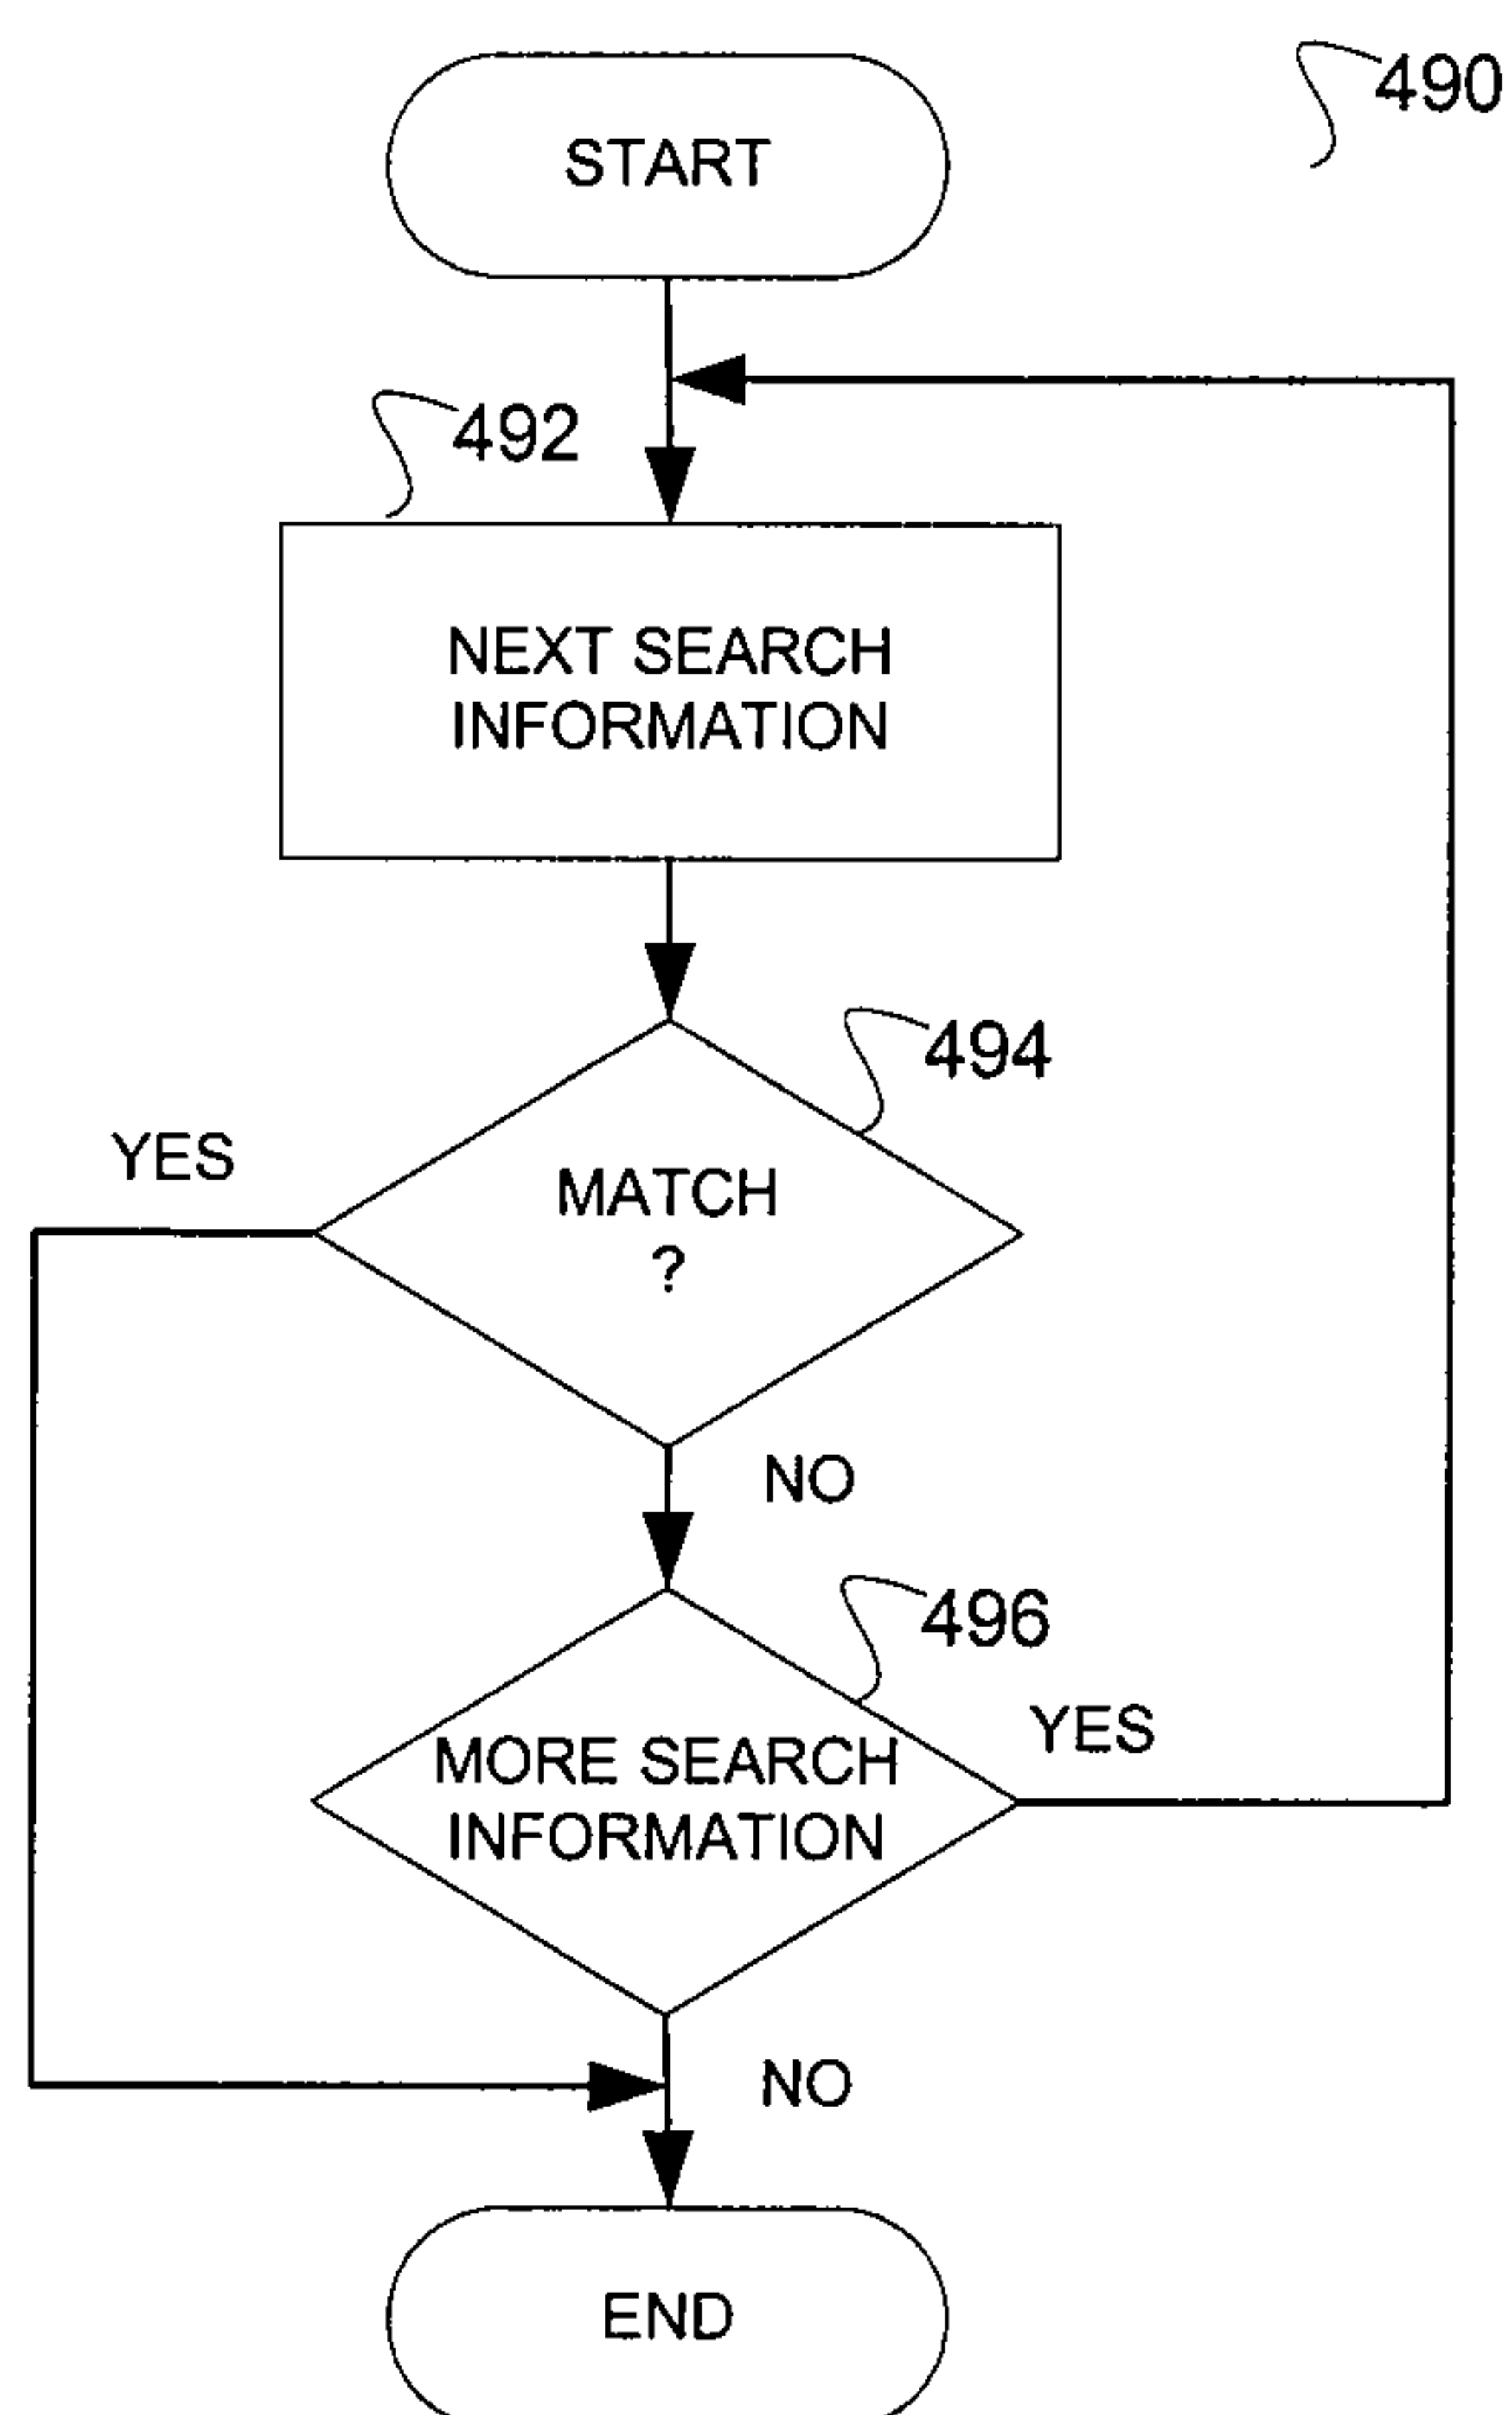 490
START
492
NEXT SEARCH
INFORMATION
494
YES
MATCH
?
NO
496
YES
MORE SEARCH
INFORMATION
NO
END